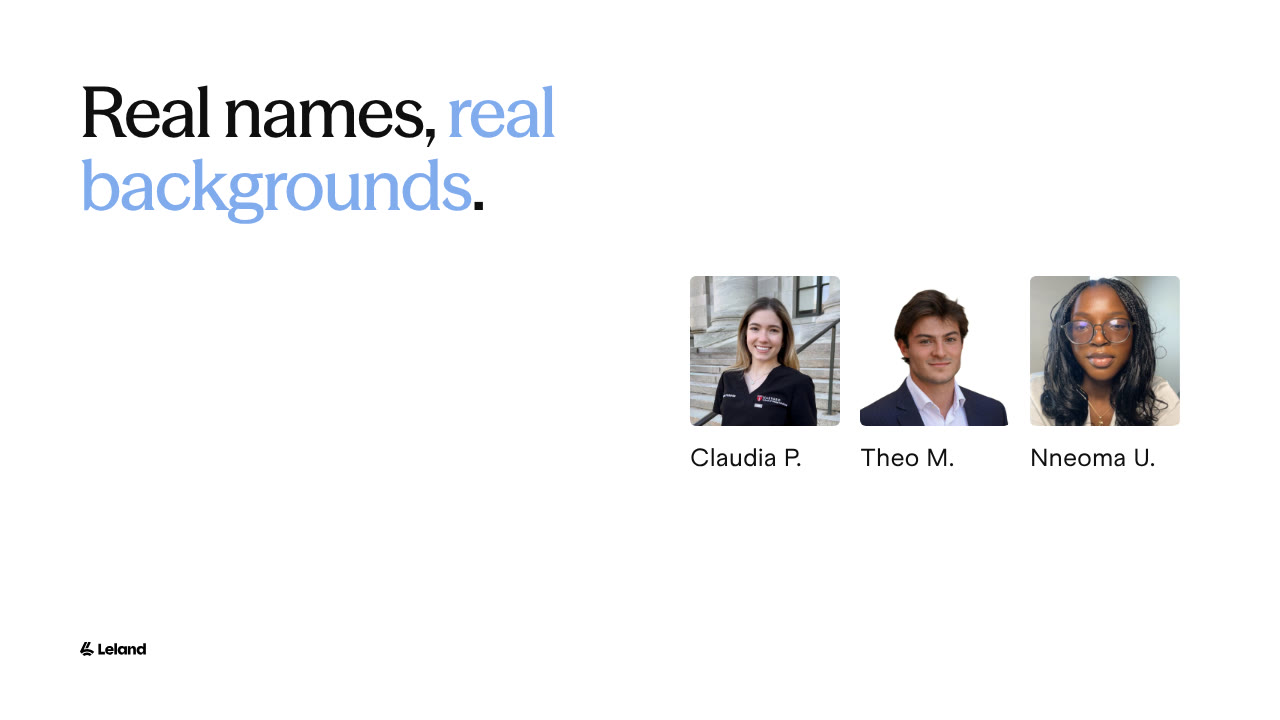 Real names, real
backgrounds.
Claudia P.
Theo M.
Nneoma U.
Leland